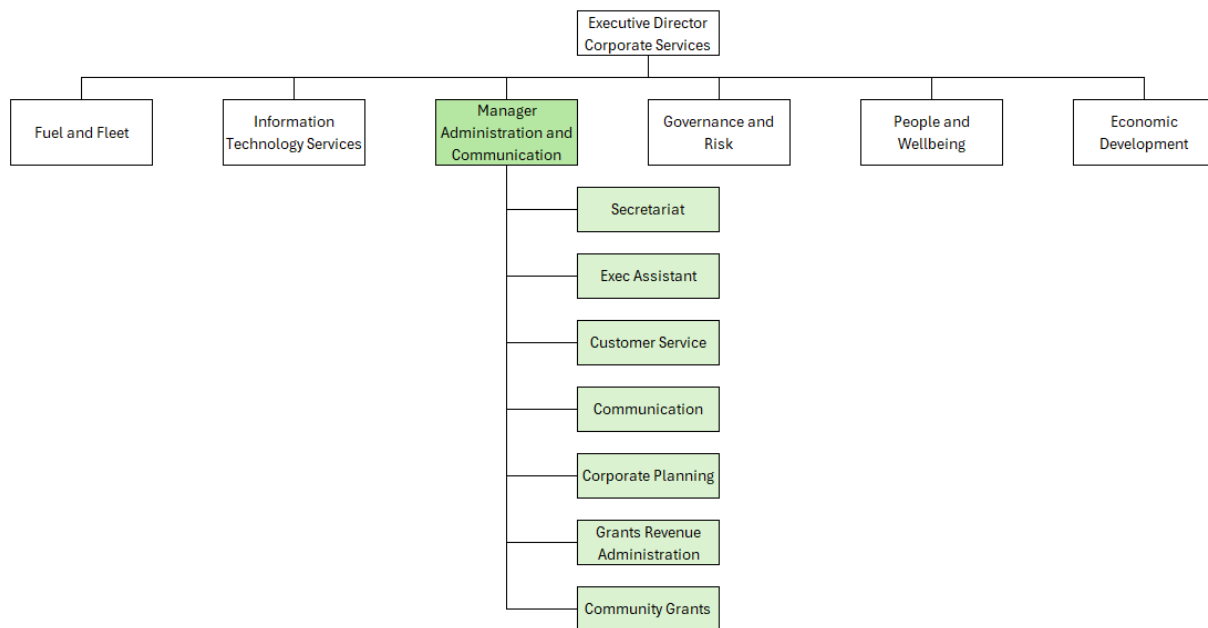 Executive Director
Corporate Services
Fuel and Fleet
Information
Technology Services
Manager
Administration and
Communication
Governance and
Risk
People and
Wellbeing
Economic
Development
Secretariat
Exec Assistant
Customer Service
Communication
Corporate Planning
Grants Revenue
Administration
Community Grants